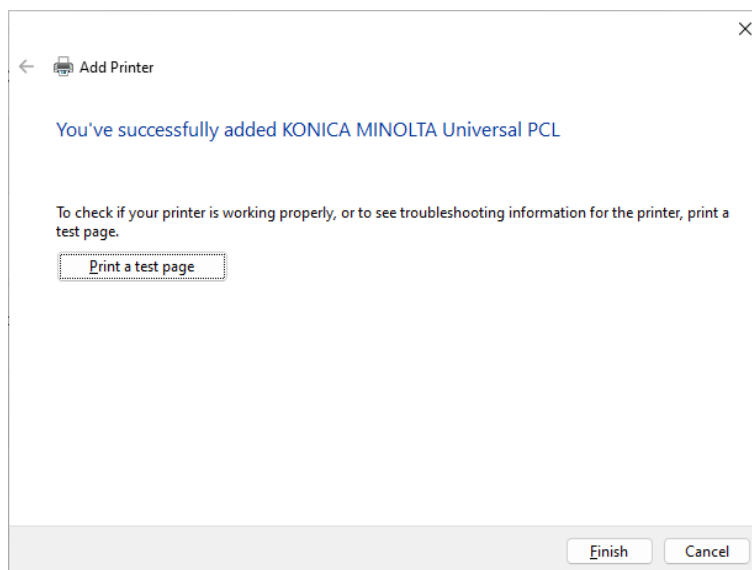 Add Printer
You've successfully added KONICA MINOLTA Universal PCL
To check if your printer is working properly, or to see troubleshooting information for the printer, print a
test page.
Print a test page
Finish
Cancel